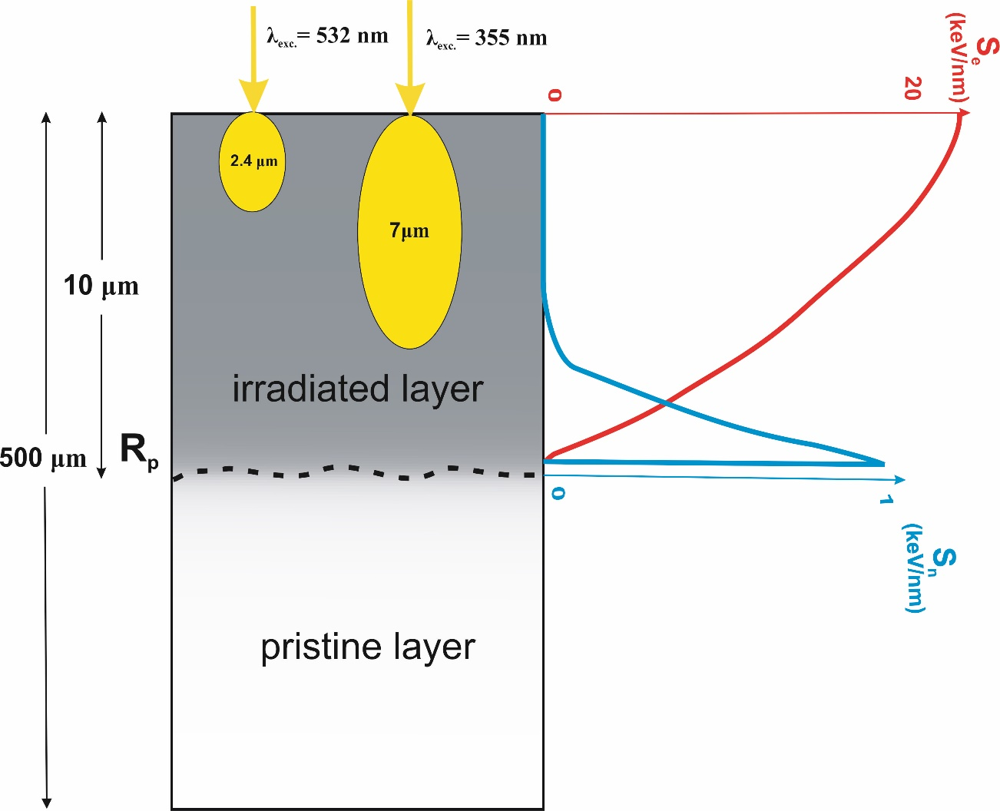 λexc.= 532 nm
λexc.= 355 nm
Se
(keV/nm)
0
20
2.4 μm
7μm
10 μm
irradiated layer
500 μm
Rp
0
1
Sn
(keV/nm)
pristine layer